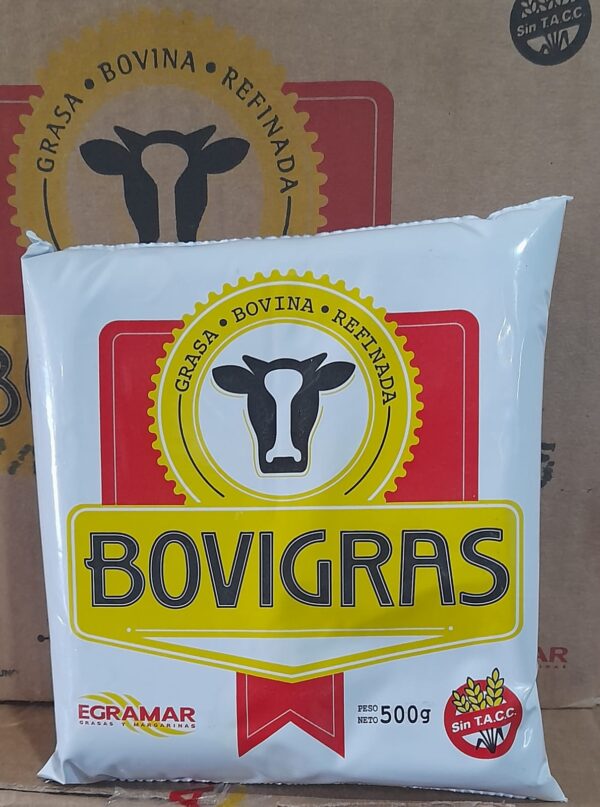 Sin T.A.C.C.
GRASA • BOVINA • REFINADA
GRASA • BOVINA • REFINADA
BOVIGRAS
EGRAMAR
GRASAS Y MARGARINAS
PESO
NETO 500g
Sin T.A.C.C.